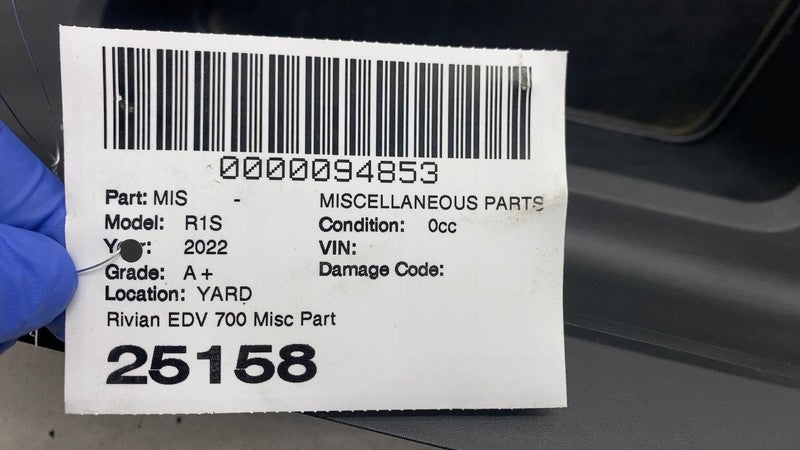 0000094853
Part: MIS - MISCELLANEOUS PARTS
Model: R1S Condition: 0cc
2022 VIN:
Grade: A+ Damage Code:
Location: YARD
Rivian EDV 700 Misc Part
25158